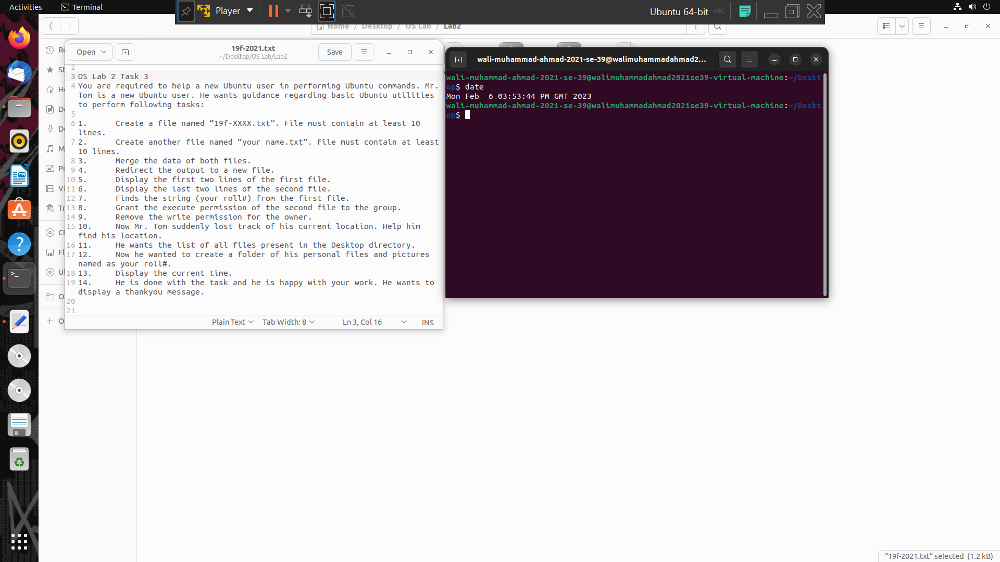 Activities
Terminal
Player
Ubuntu 64-bit
Home / Desktop / OS Lab / Lab2
Open
19f-2021.txt
~/Desktop/OS Lab/Lab2
Save
2
3 OS Lab 2 Task 3
4 You are required to help a new Ubuntu user in performing Ubuntu commands. Mr.
Tom is a new Ubuntu user. He wants guidance regarding basic Ubuntu utilities
to perform following tasks:
5
6 1. Create a file named “19f-XXXX.txt”. File must contain at least 10
lines.
7 2. Create another file named “your name.txt”. File must contain at least
10 lines.
8 3. Merge the data of both files.
9 4. Redirect the output to a new file.
10 5. Display the first two lines of the first file.
11 6. Display the last two lines of the second file.
12 7. Finds the string (your roll#) from the first file.
13 8. Grant the execute permission of the second file to the group.
14 9. Remove the write permission for the owner.
15 10. Now Mr. Tom suddenly lost track of his current location. Help him
find his location.
16 11. He wants the list of all files present in the Desktop directory.
17 12. Now he wanted to create a folder of his personal files and pictures
named as your roll#.
18 13. Display the current time.
19 14. He is done with the task and he is happy with your work. He wants to
display a thankyou message.
20
21
Plain Text
Tab Width: 8
Ln 3, Col 16
INS
wali-muhammad-ahmad-2021-se-39@walimuhammadahmad2...
wali-muhammad-ahmad-2021-se-39@walimuhammadahmad2021se39-virtual-machine:~/Deskt
op$ date
Mon Feb  6 03:53:44 PM GMT 2023
wali-muhammad-ahmad-2021-se-39@walimuhammadahmad2021se39-virtual-machine:~/Deskt
op$
“19f-2021.txt” selected (1.2 kB)